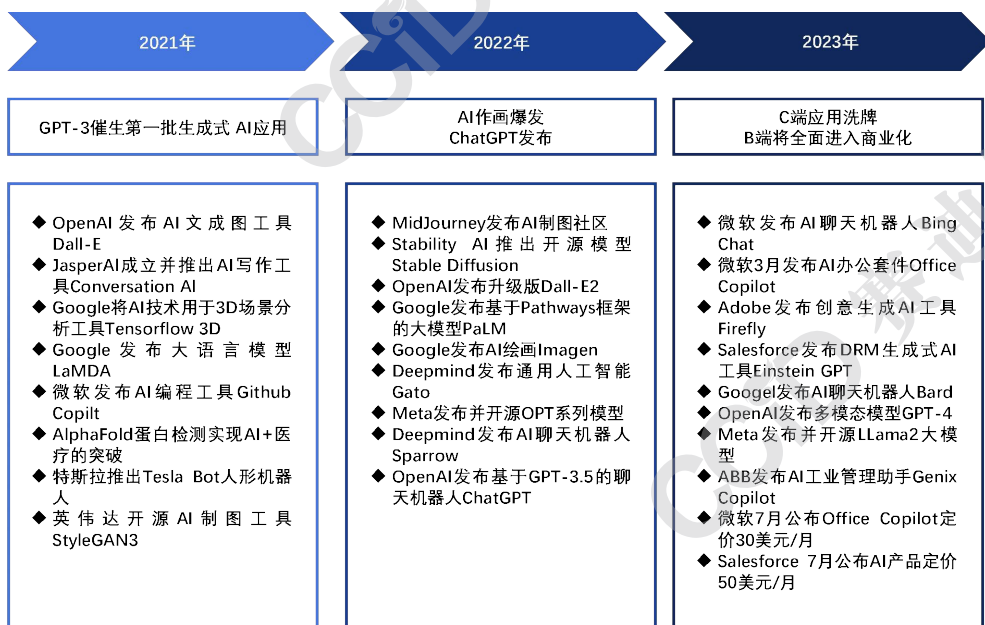 2021年
2022年
2023年
GPT-3催生第一批生成式 AI应用
AI作画爆发
ChatGPT发布
C端应用洗牌
B端将全面进入商业化
◆ OpenAI发布AI文成图工具
Dall-E
◆ JasperAI成立并推出AI写作工
具Conversation AI
◆ Google将AI技术用于3D场景分
析工具Tensorflow 3D
◆ Google发布大语言模型
LaMDA
◆ 微软发布AI编程工具Github
Copilt
◆ AlphaFold蛋白检测实现AI+医
疗的突破
◆ 特斯拉推出Tesla Bot人形机器
人
◆ 英伟达开源AI制图工具
StyleGAN3
◆ MidJourney发布AI制图社区
◆ Stability AI推出开源模型
Stable Diffusion
◆ OpenAI发布升级版Dall-E2
◆ Google发布基于Pathways框架
的大模型PaLM
◆ Google发布AI绘画Imagen
◆ Deepmind发布通用人工智能
Gato
◆ Meta发布并开源OPT系列模型
◆ Deepmind发布AI聊天机器人
Sparrow
◆ OpenAI发布基于GPT-3.5的聊
天机器人ChatGPT
◆ 微软发布AI聊天机器人Bing
Chat
◆ 微软3月发布AI办公套件Office
Copilot
◆ Adobe发布创意生成AI工具
Firefly
◆ Salesforce发布DRM生成式AI
工具Einstein GPT
◆ Googel发布AI聊天机器人Bard
◆ OpenAI发布多模态模型GPT-4
◆ Meta发布并开源LLama2大模
型
◆ ABB发布AI工业管理助手Genix
Copilot
◆ 微软7月公布Office Copilot定
价30美元/月
◆ Salesforce 7月公布AI产品定价
50美元/月
CCiD
CCiD 赛迪